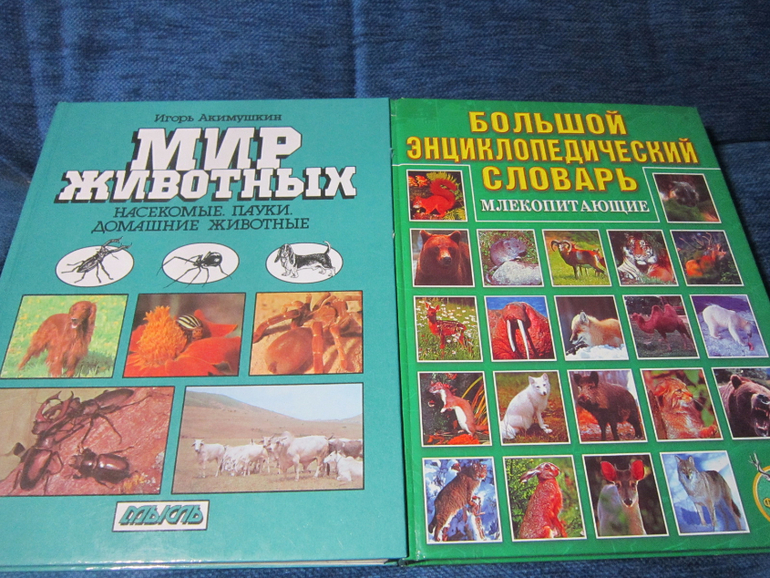 Игорь Акимушкин
МИР
ЖИВОТНЫХ
НАСЕКОМЫЕ. ПАУКИ.
ДОМАШНИЕ ЖИВОТНЫЕ
МЫСЛЬ
БОЛЬШОЙ
ЭНЦИКЛОПЕДИЧЕСКИЙ
СЛОВАРЬ
МЛЕКОПИТАЮЩИЕ